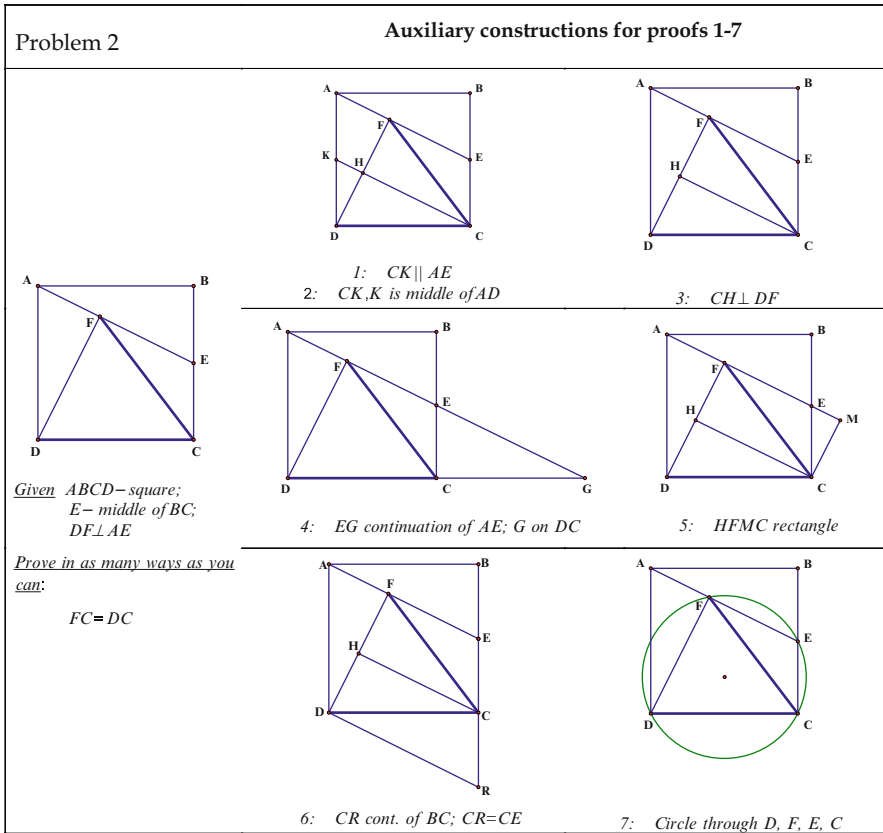 Problem 2
Auxiliary constructions for proofs 1-7
A
B
F
K
H
E
D
C
1: CK || AE
2: CK,K is middle of AD
A
B
F
H
E
D
C
3: CH⊥ DF
A
B
F
E
D
C
Given ABCD–square;
E– middle of BC;
DF⊥ AE
Prove in as many ways as you
can:
FC= DC
A
B
F
E
D
C
G
4: EG continuation of AE; G on DC
A
B
F
H
E
M
D
C
5: HFMC rectangle
A
B
F
H
E
D
C
R
6: CR cont. of BC; CR=CE
A
B
F
E
D
C
7: Circle through D, F, E, C